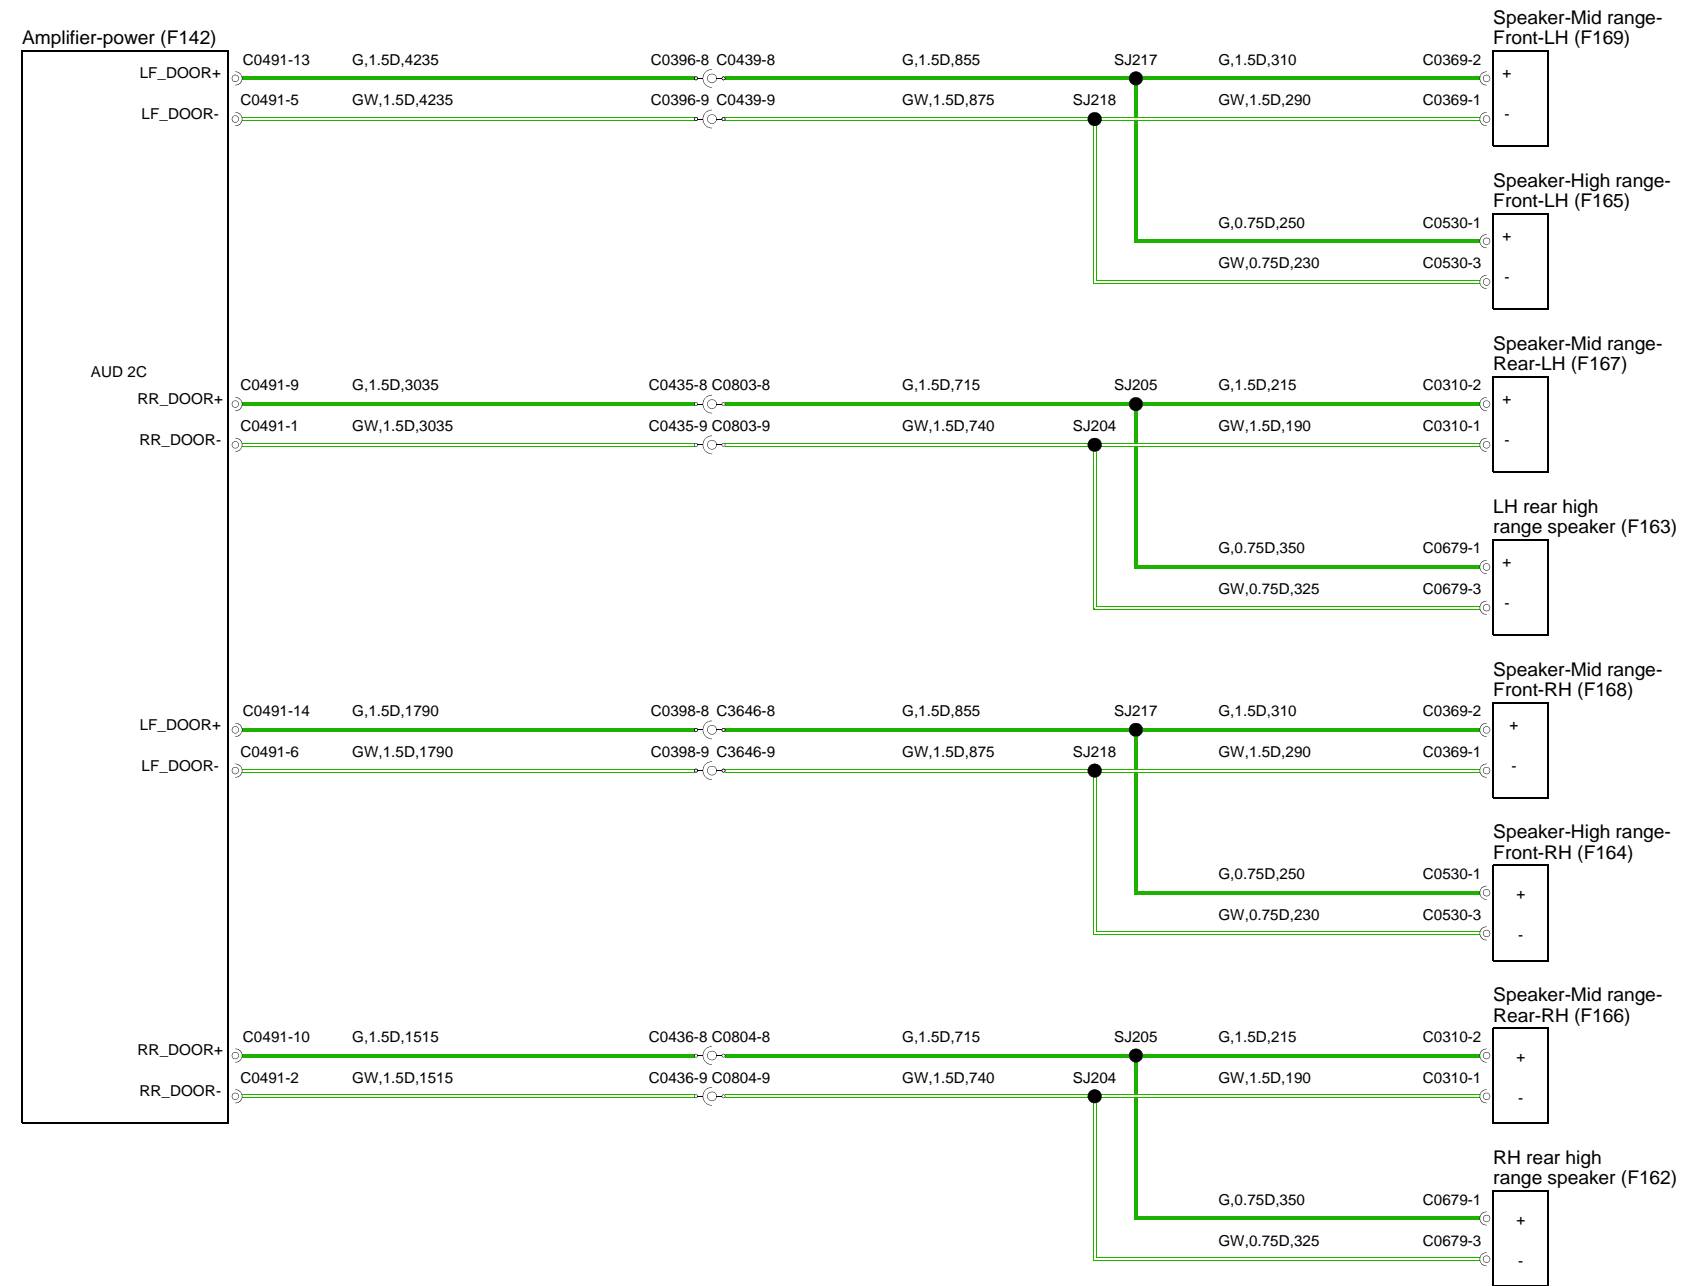 Speaker-Mid range-
Front-LH (F169)
Amplifier-power (F142)
C0491-13 G,1.5D,4235 C0396-8 C0439-8 G,1.5D,855 SJ217 G,1.5D,310 C0369-2
LF_DOOR+ +
C0491-5 GW,1.5D,4235 C0396-9 C0439-9 GW,1.5D,875 SJ218 GW,1.5D,290 C0369-1
LF_DOOR- -
Speaker-High range-
Front-LH (F165)
G,0.75D,250 C0530-1
+
GW,0.75D,230 C0530-3
-
Speaker-Mid range-
Rear-LH (F167)
AUD 2C
C0491-9 G,1.5D,3035 C0435-8 C0803-8 G,1.5D,715 SJ205 G,1.5D,215 C0310-2
RR_DOOR+ +
C0491-1 GW,1.5D,3035 C0435-9 C0803-9 GW,1.5D,740 SJ204 GW,1.5D,190 C0310-1
RR_DOOR- -
LH rear high
range speaker (F163)
G,0.75D,350 C0679-1
+
GW,0.75D,325 C0679-3
-
Speaker-Mid range-
Front-RH (F168)
C0491-14 G,1.5D,1790 C0398-8 C3646-8 G,1.5D,855 SJ217 G,1.5D,310 C0369-2
LF_DOOR+ +
C0491-6 GW,1.5D,1790 C0398-9 C3646-9 GW,1.5D,875 SJ218 GW,1.5D,290 C0369-1
LF_DOOR- -
Speaker-High range-
Front-RH (F164)
G,0.75D,250 C0530-1
+
GW,0.75D,230 C0530-3
-
Speaker-Mid range-
Rear-RH (F166)
C0491-10 G,1.5D,1515 C0436-8 C0804-8 G,1.5D,715 SJ205 G,1.5D,215 C0310-2
RR_DOOR+ +
C0491-2 GW,1.5D,1515 C0436-9 C0804-9 GW,1.5D,740 SJ204 GW,1.5D,190 C0310-1
RR_DOOR- -
RH rear high
range speaker (F162)
G,0.75D,350 C0679-1
+
GW,0.75D,325 C0679-3
-